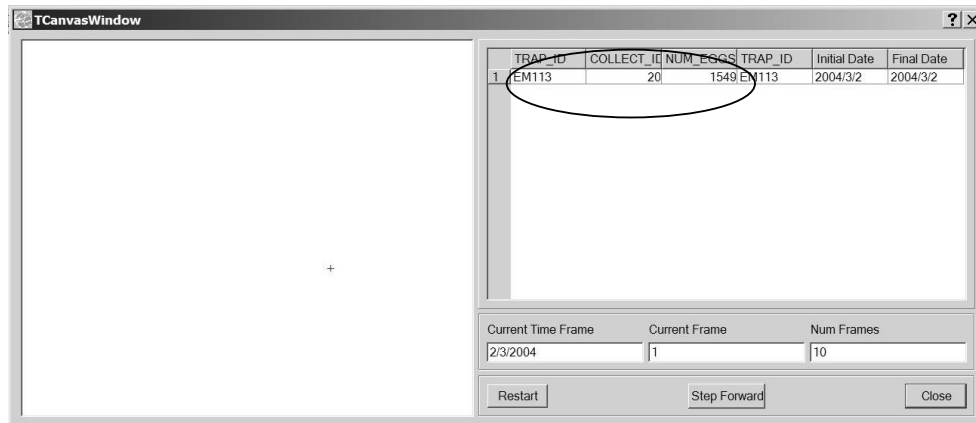 TCanvasWindow
? ×
TRAP_ID COLLECT_ID NUM_EGGS TRAP_ID Initial Date Final Date
1 EM113 20 1549 EM113 2004/3/2 2004/3/2
+
Current Time Frame Current Frame Num Frames
2/3/2004 1 10
Restart Step Forward Close